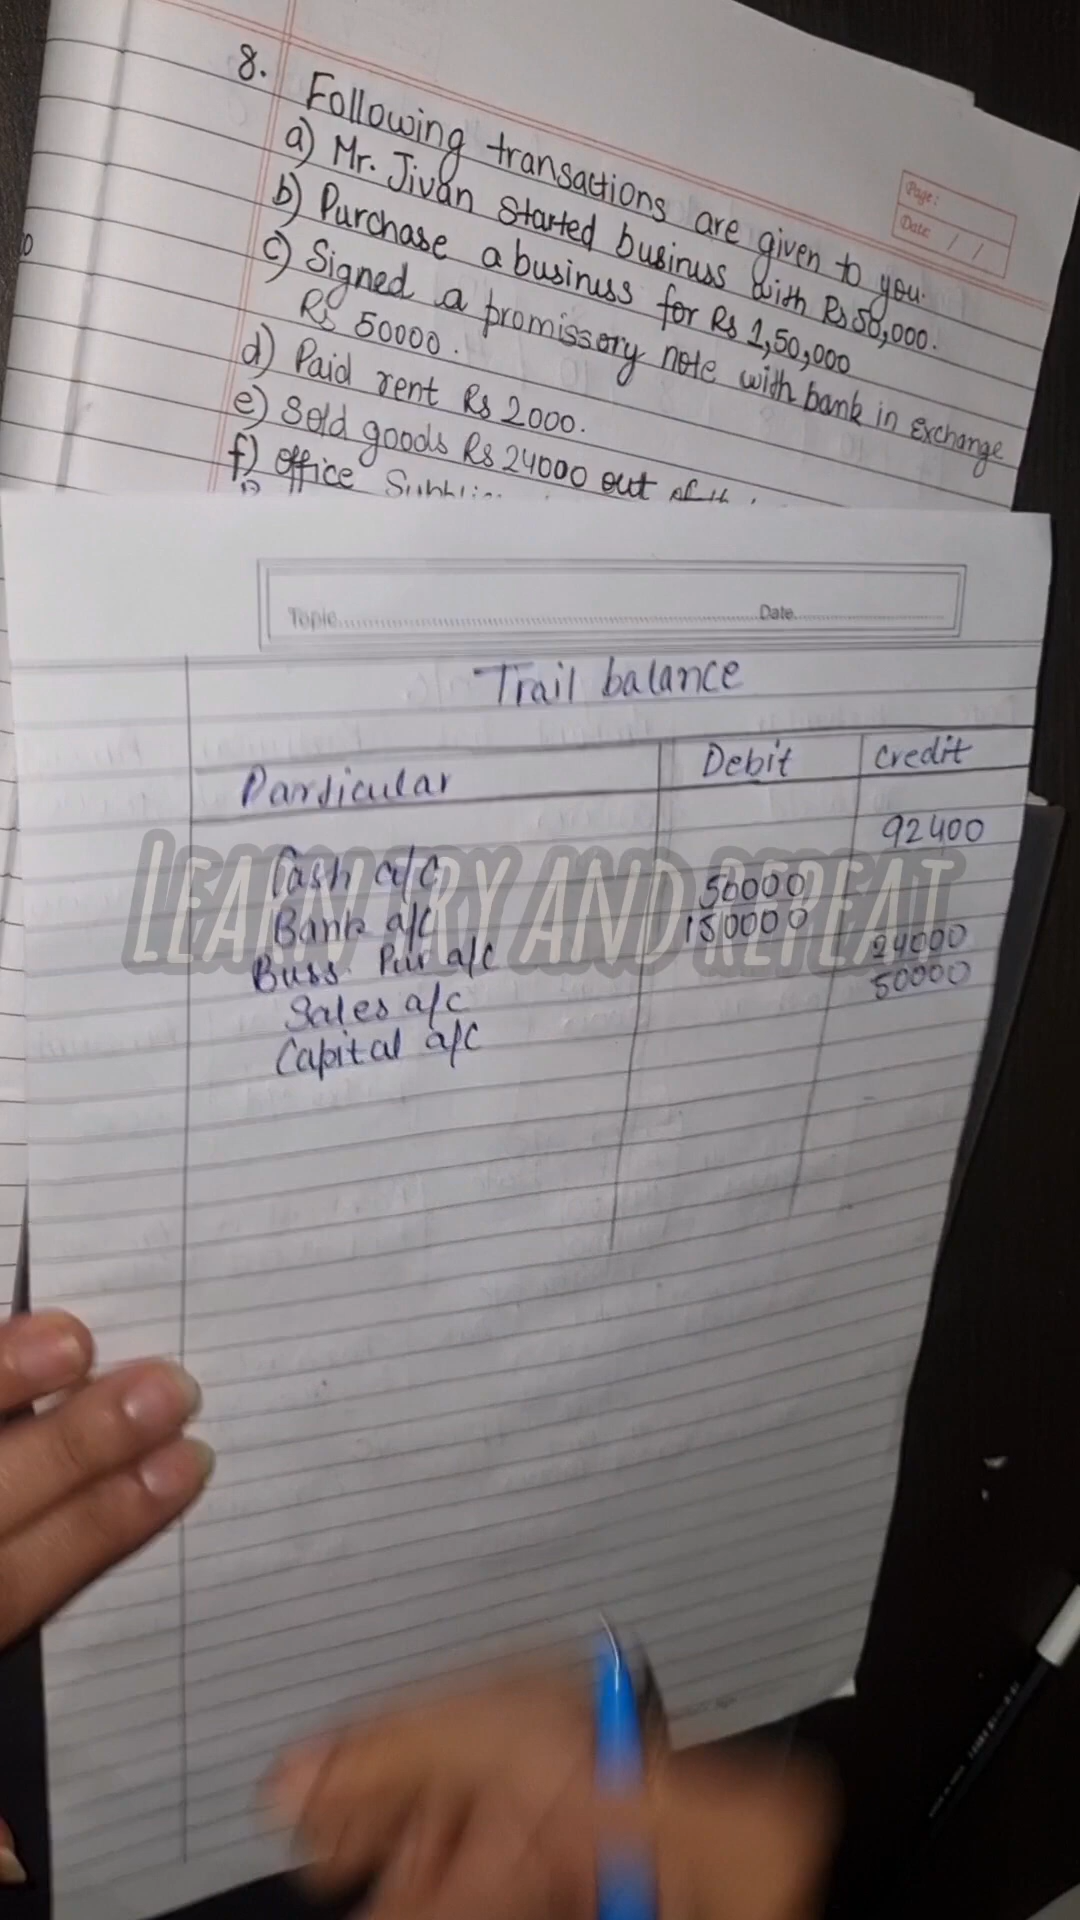 8. Following transactions are given to you.
a) Mr. Jivan started business with Rs 50,000.
b) Purchase a business for Rs 1,50,000
c) Signed a promissory note with bank in exchange
Rs 50000.
d) Paid rent Rs 2000.
e) Sold goods Rs 24000 out of
f) office
Page:
Date: / /
Topic Date
Trail balance
Particular Debit Credit
Cash a/c 92400
Bank a/c 50000
Buss. Pur a/c 150000
Sales a/c 24000
Capital a/c 50000
LEARN TRY AND REPEAT